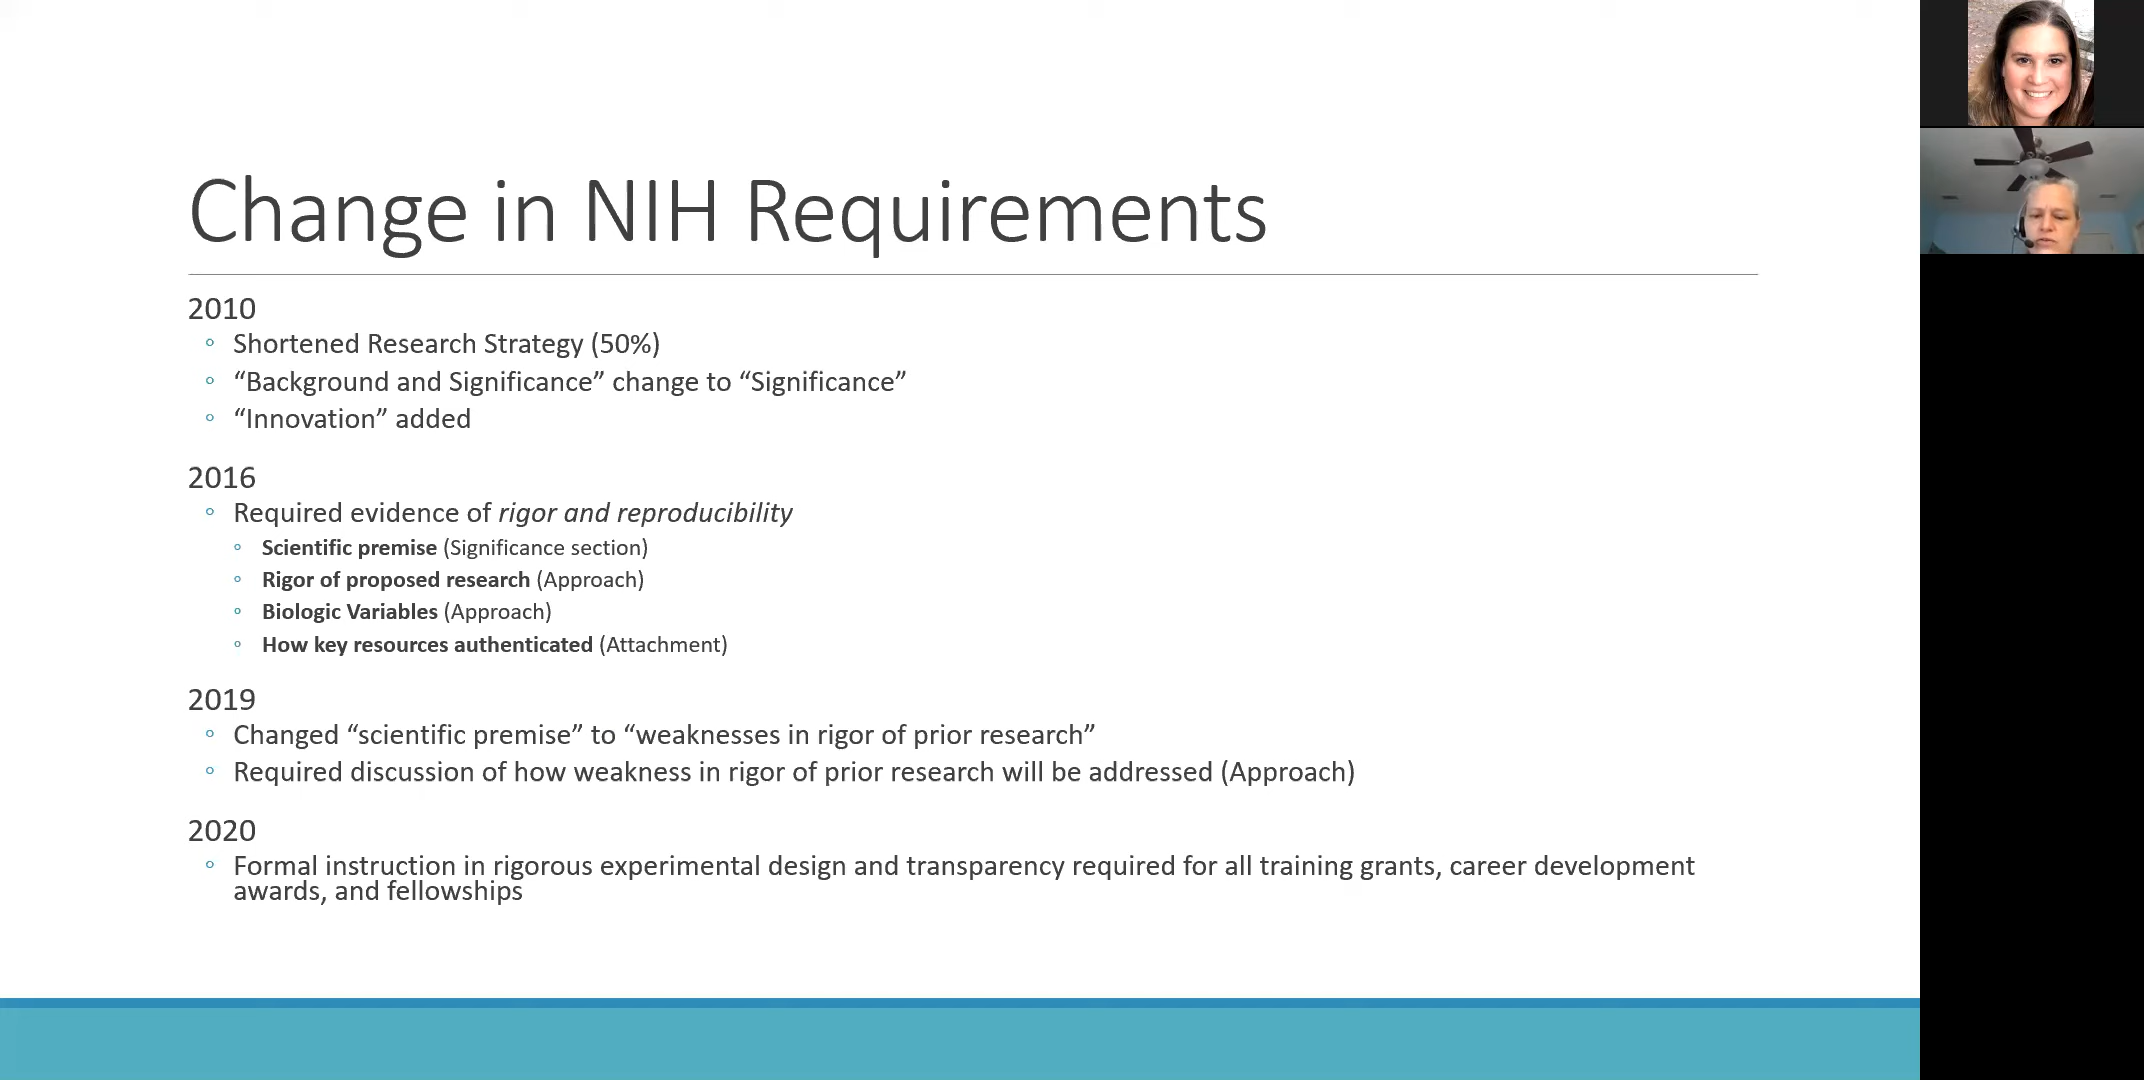 Change in NIH Requirements
2010
Shortened Research Strategy (50%)
“Background and Significance” change to “Significance”
“Innovation” added
2016
Required evidence of rigor and reproducibility
Scientific premise (Significance section)
Rigor of proposed research (Approach)
Biologic Variables (Approach)
How key resources authenticated (Attachment)
2019
Changed “scientific premise” to “weaknesses in rigor of prior research”
Required discussion of how weakness in rigor of prior research will be addressed (Approach)
2020
Formal instruction in rigorous experimental design and transparency required for all training grants, career development
awards, and fellowships